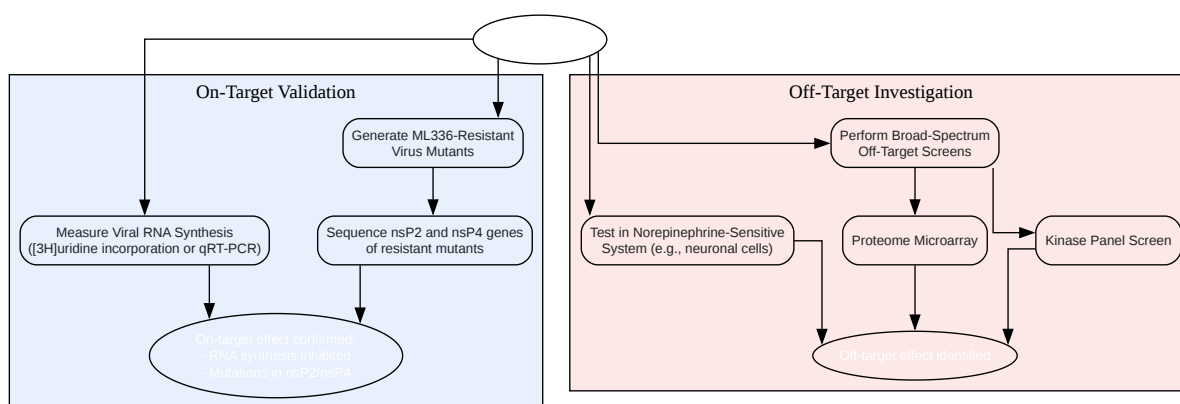 On-Target Validation
Off-Target Investigation
Generate ML336-Resistant
Virus Mutants
Perform Broad-Spectrum
Off-Target Screens
Measure Viral RNA Synthesis
([3H]uridine incorporation or qRT-PCR)
Sequence nsP2 and nsP4 genes
of resistant mutants
Test in Norepinephrine-Sensitive
System (e.g., neuronal cells)
Proteome Microarray
Kinase Panel Screen
On-target effect confirmed:
- RNA synthesis inhibited
- Mutations in nsP2/nsP4
Off-target effect identified